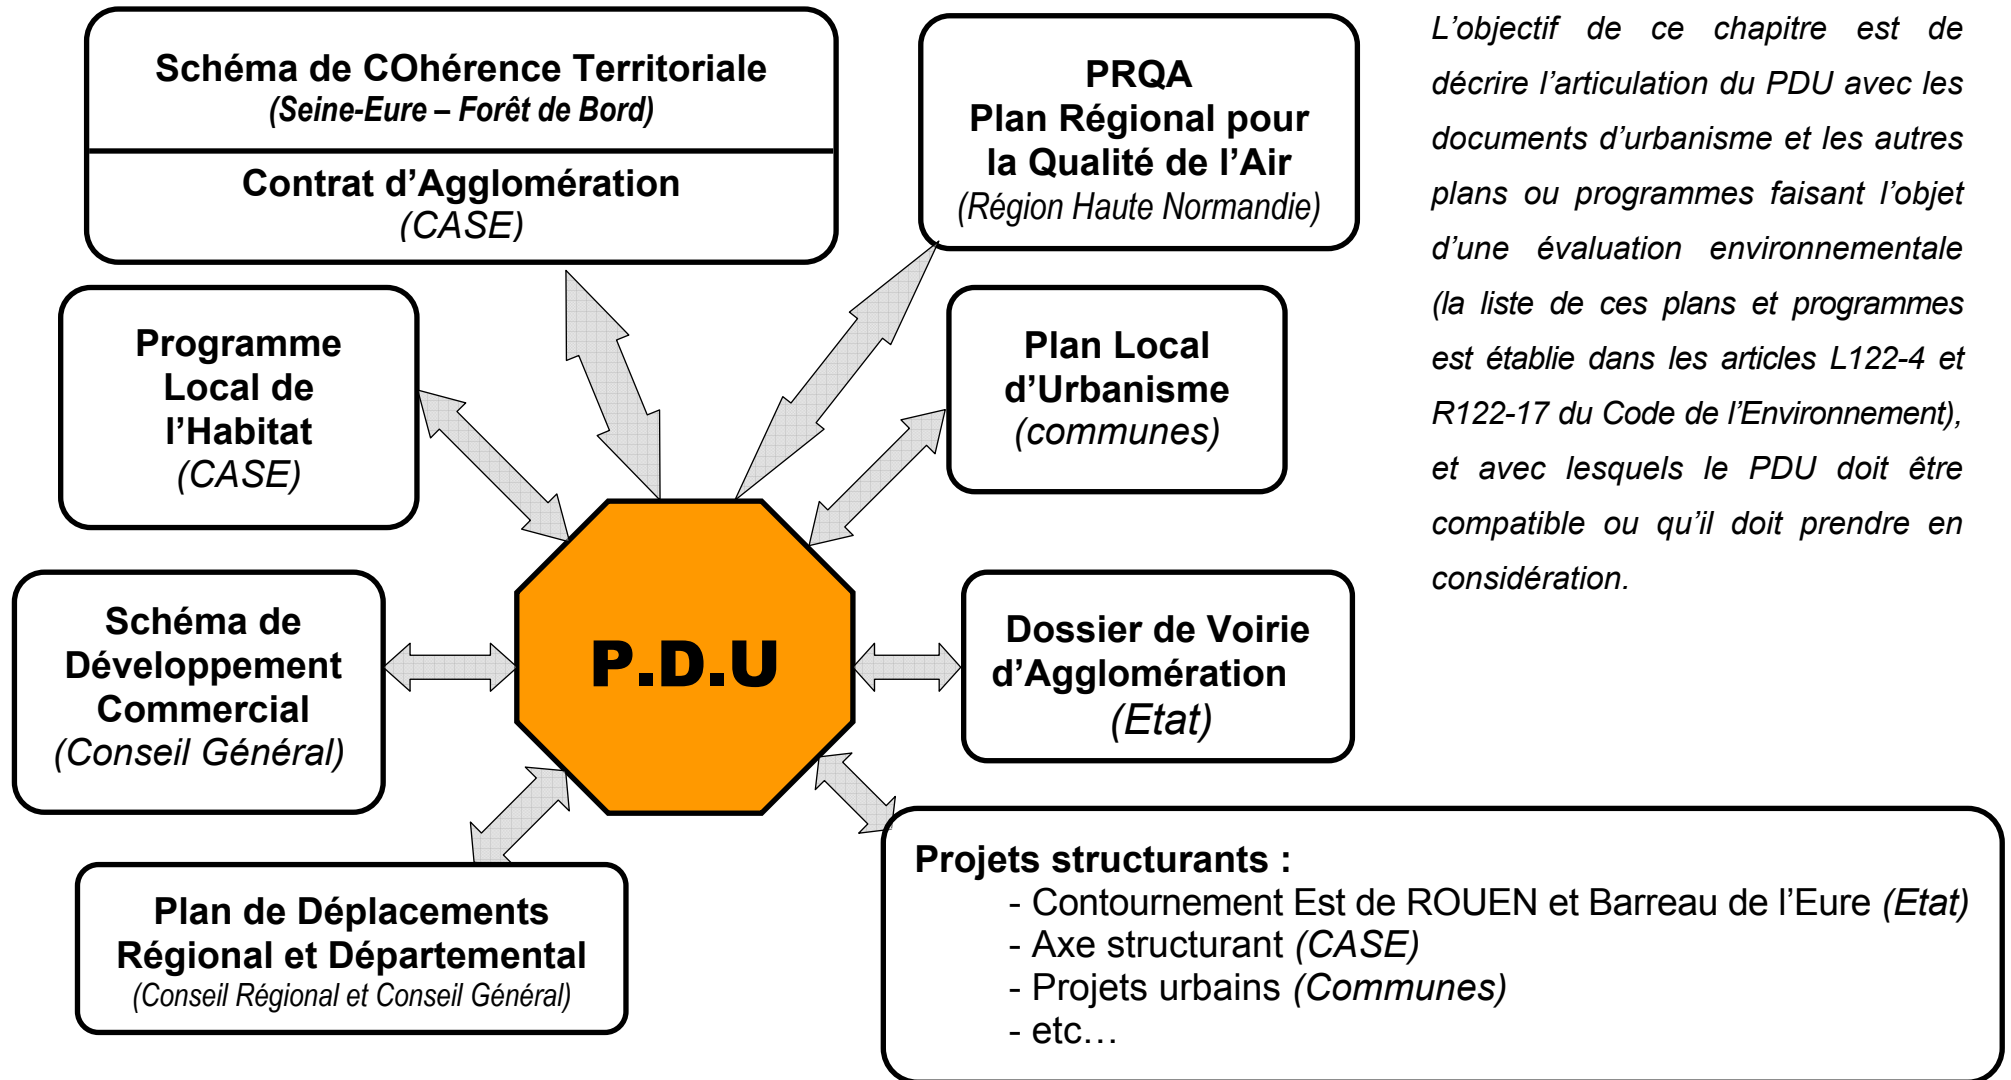 Schéma de COhérence Territoriale
(Seine-Eure – Forêt de Bord)
Contrat d’Agglomération
(CASE)
PRQA
Plan Régional pour
la Qualité de l’Air
(Région Haute Normandie)
L’objectif de ce chapitre est de
décrire l’articulation du PDU avec les
documents d’urbanisme et les autres
plans ou programmes faisant l’objet
d’une évaluation environnementale
(la liste de ces plans et programmes
est établie dans les articles L122-4 et
R122-17 du Code de l’Environnement),
et avec lesquels le PDU doit être
compatible ou qu’il doit prendre en
considération.
Programme
Local de
l’Habitat
(CASE)
Plan Local
d’Urbanisme
(communes)
Schéma de
Développement
Commercial
(Conseil Général)
P.D.U
Dossier de Voirie
d’Agglomération
(Etat)
Plan de Déplacements
Régional et Départemental
(Conseil Régional et Conseil Général)
Projets structurants :
- Contournement Est de ROUEN et Barreau de l’Eure (Etat)
- Axe structurant (CASE)
- Projets urbains (Communes)
- etc…